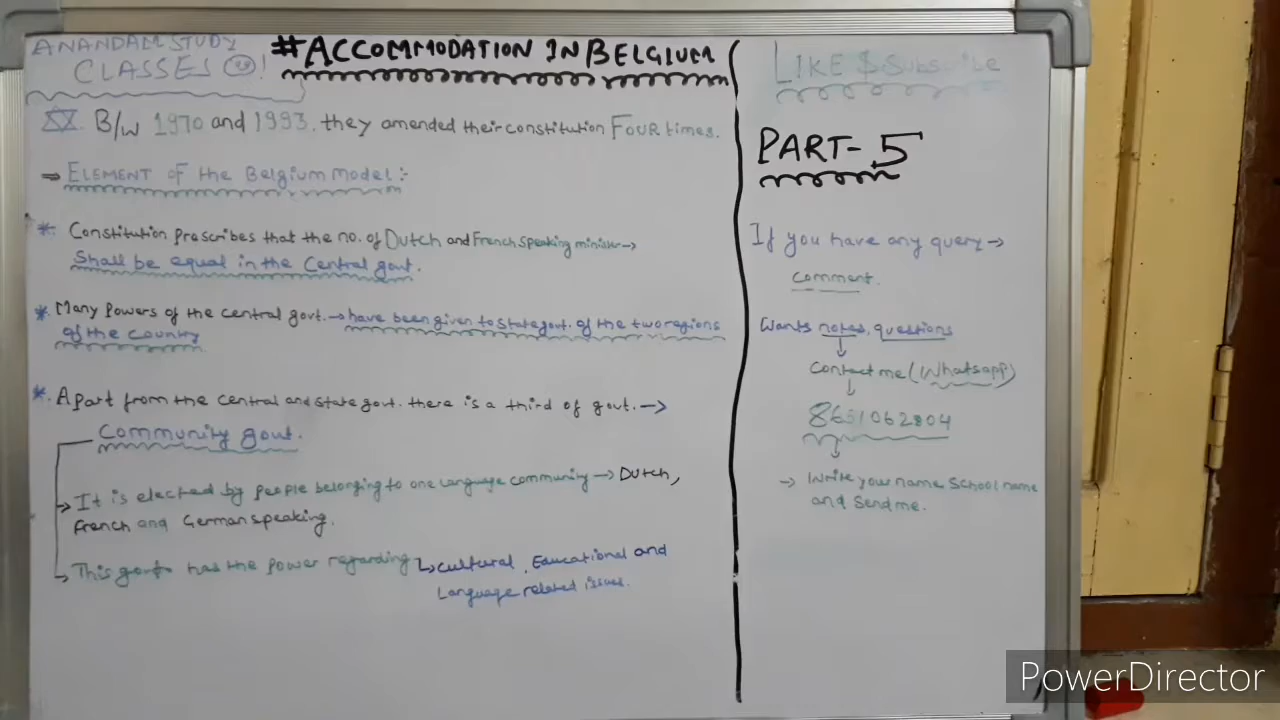 ANANDAM STUDY
CLASSES !
#ACCOMMODATION IN BELGIUM
B/w 1970 and 1993, they amended their constitution FOUR times.
⇒ ELEMENT of the Belgium model:-
*. Constitution prescribes that the no. of Dutch and French speaking minister→
Shall be equal in the Central govt.
*. Many powers of the central govt.→have been given to state govt. of the two regions
of the country
*. Apart from the central and state govt. there is a third of govt.→
Community govt.
→ It is elected by people belonging to one language community→ Dutch,
French and German speaking.
→ This govt has the power regarding ↳ cultural, Educational and
Language related issues.
LIKE $ Subscribe
PART-5
If you have any query→
comment.
Wants notes, questions
↓
Contact me (Whatsapp)
↓
8651062804
↓
→ Write your name, School name
and Send me.
PowerDirector